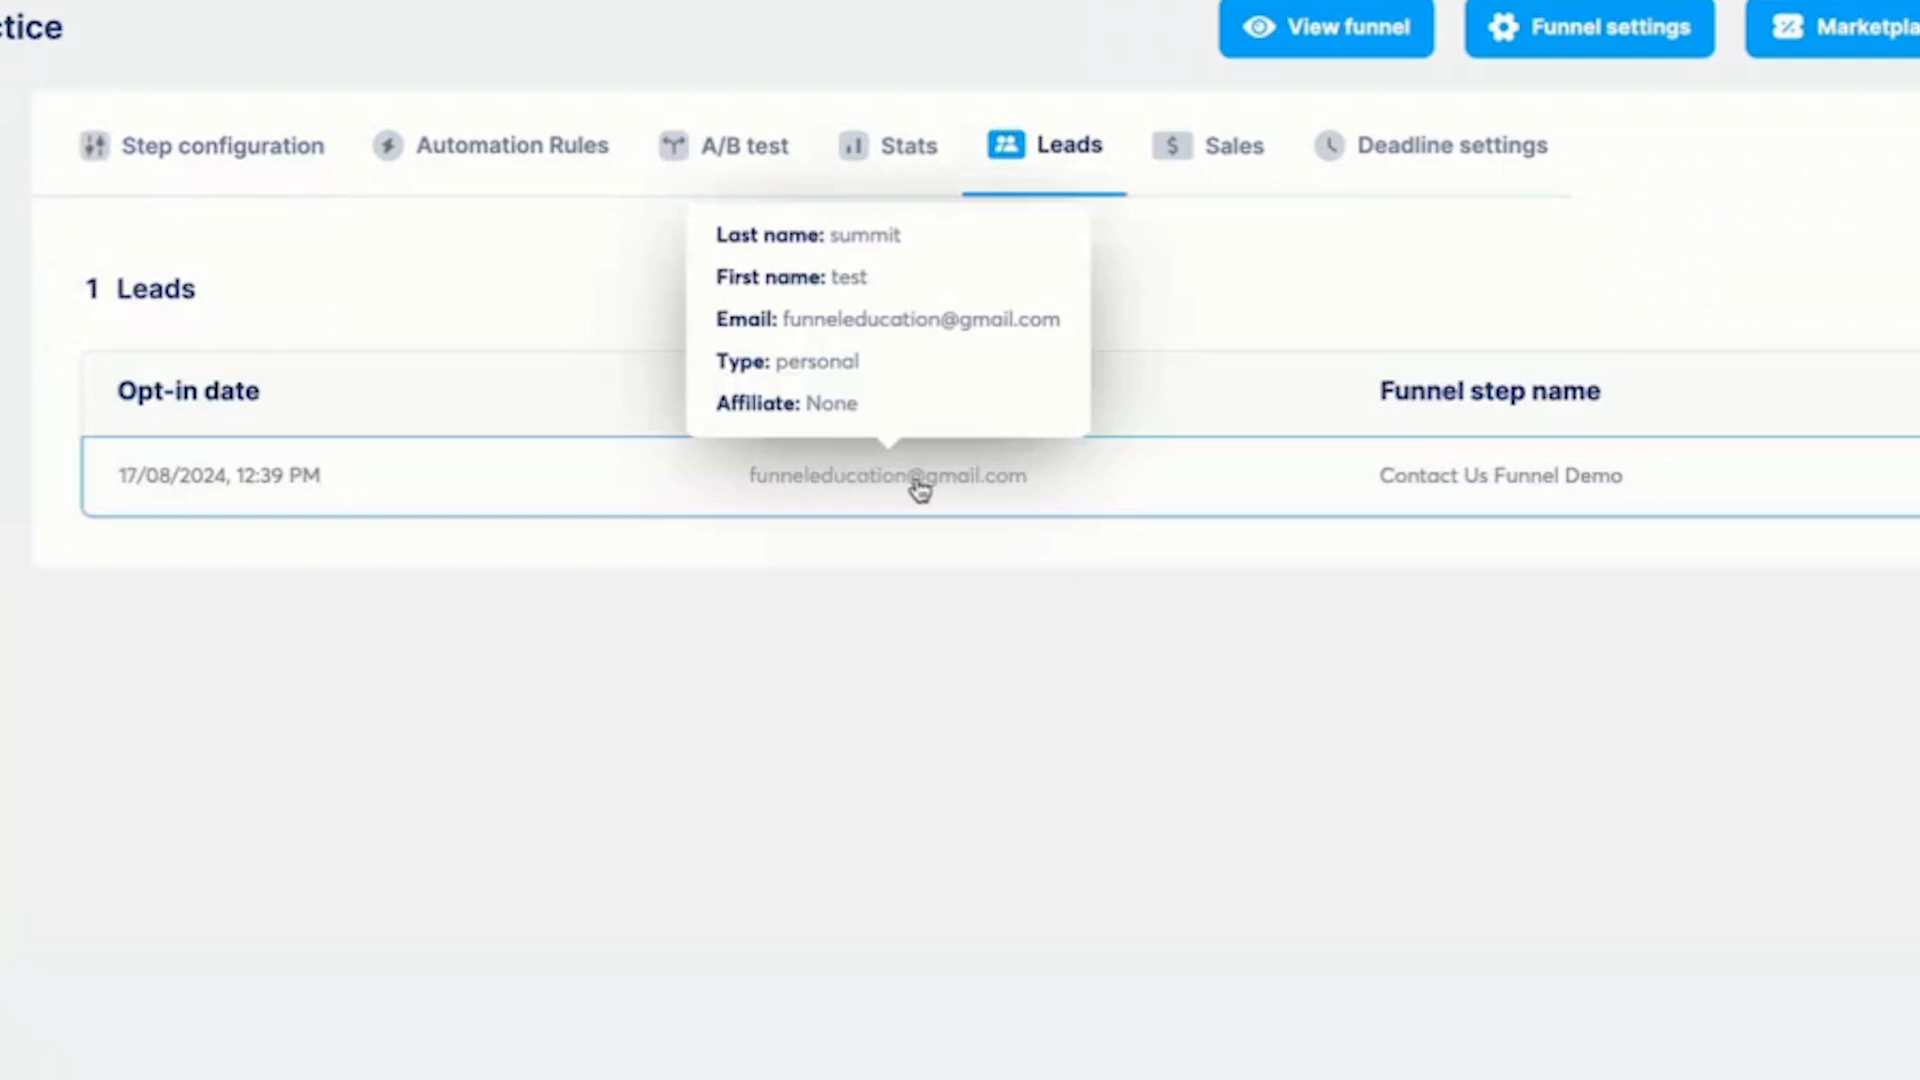 View funnel
Funnel settings
Step configuration
Automation Rules
A/B test
Stats
Leads
Sales
Deadline settings
Last name: summit
First name: test
Email: funneleducation@gmail.com
Type: personal
Affiliate: None
1 Leads
Opt-in date
Funnel step name
17/08/2024, 12:39 PM
funneleducation@gmail.com
Contact Us Funnel Demo